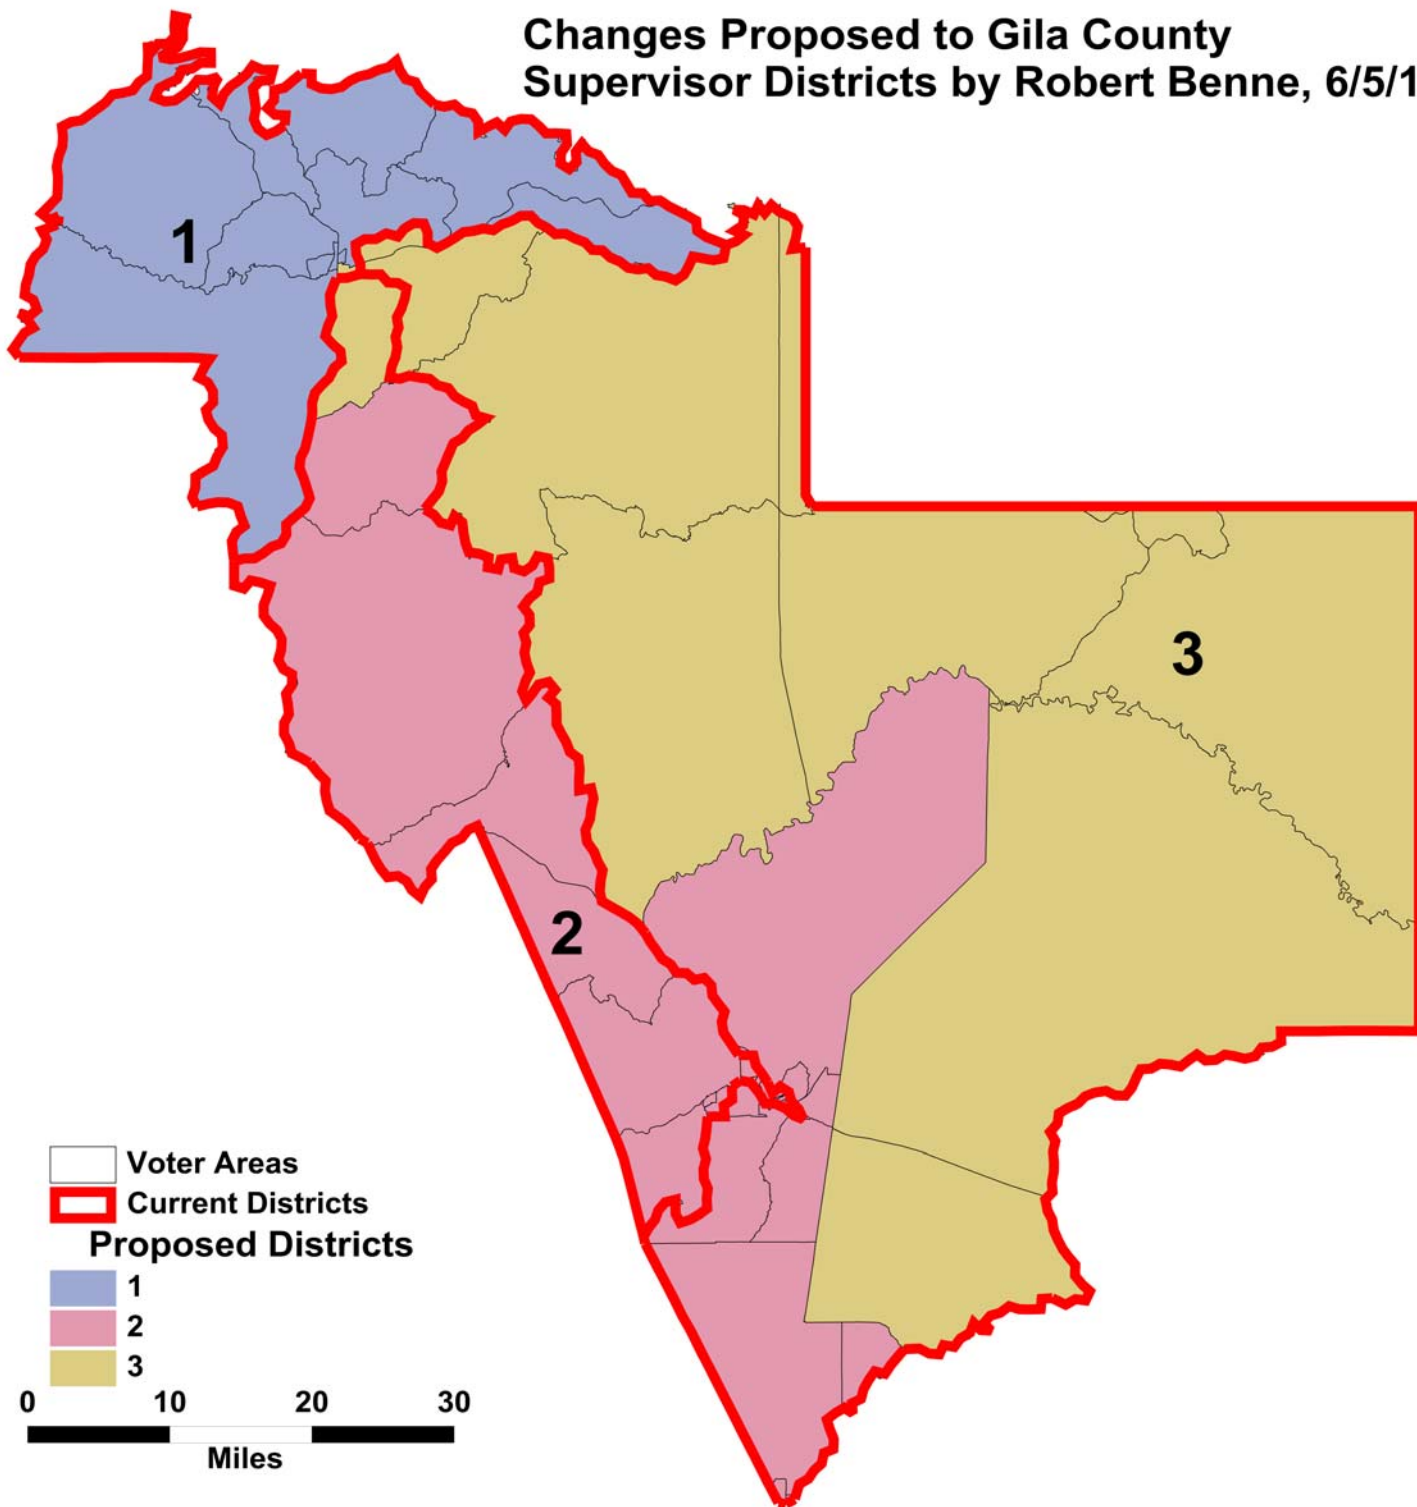 Changes Proposed to Gila County
Supervisor Districts by Robert Benne, 6/5/1
1
3
2
Voter Areas
Current Districts
Proposed Districts
1
2
3
0 10 20 30
Miles